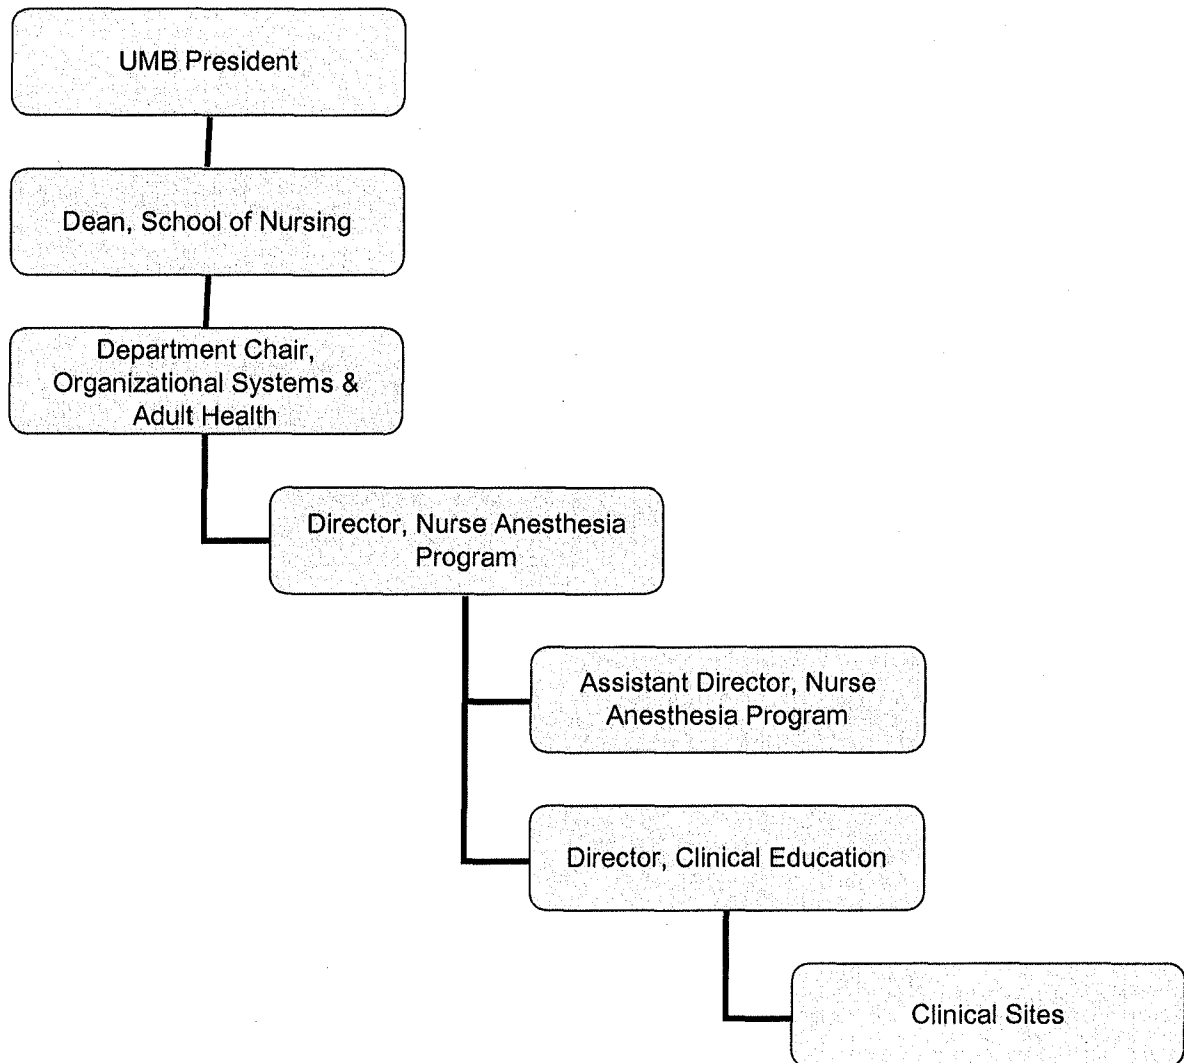 UMB President
Dean, School of Nursing
Department Chair,
Organizational Systems &
Adult Health
Director, Nurse Anesthesia
Program
Assistant Director, Nurse
Anesthesia Program
Director, Clinical Education
Clinical Sites